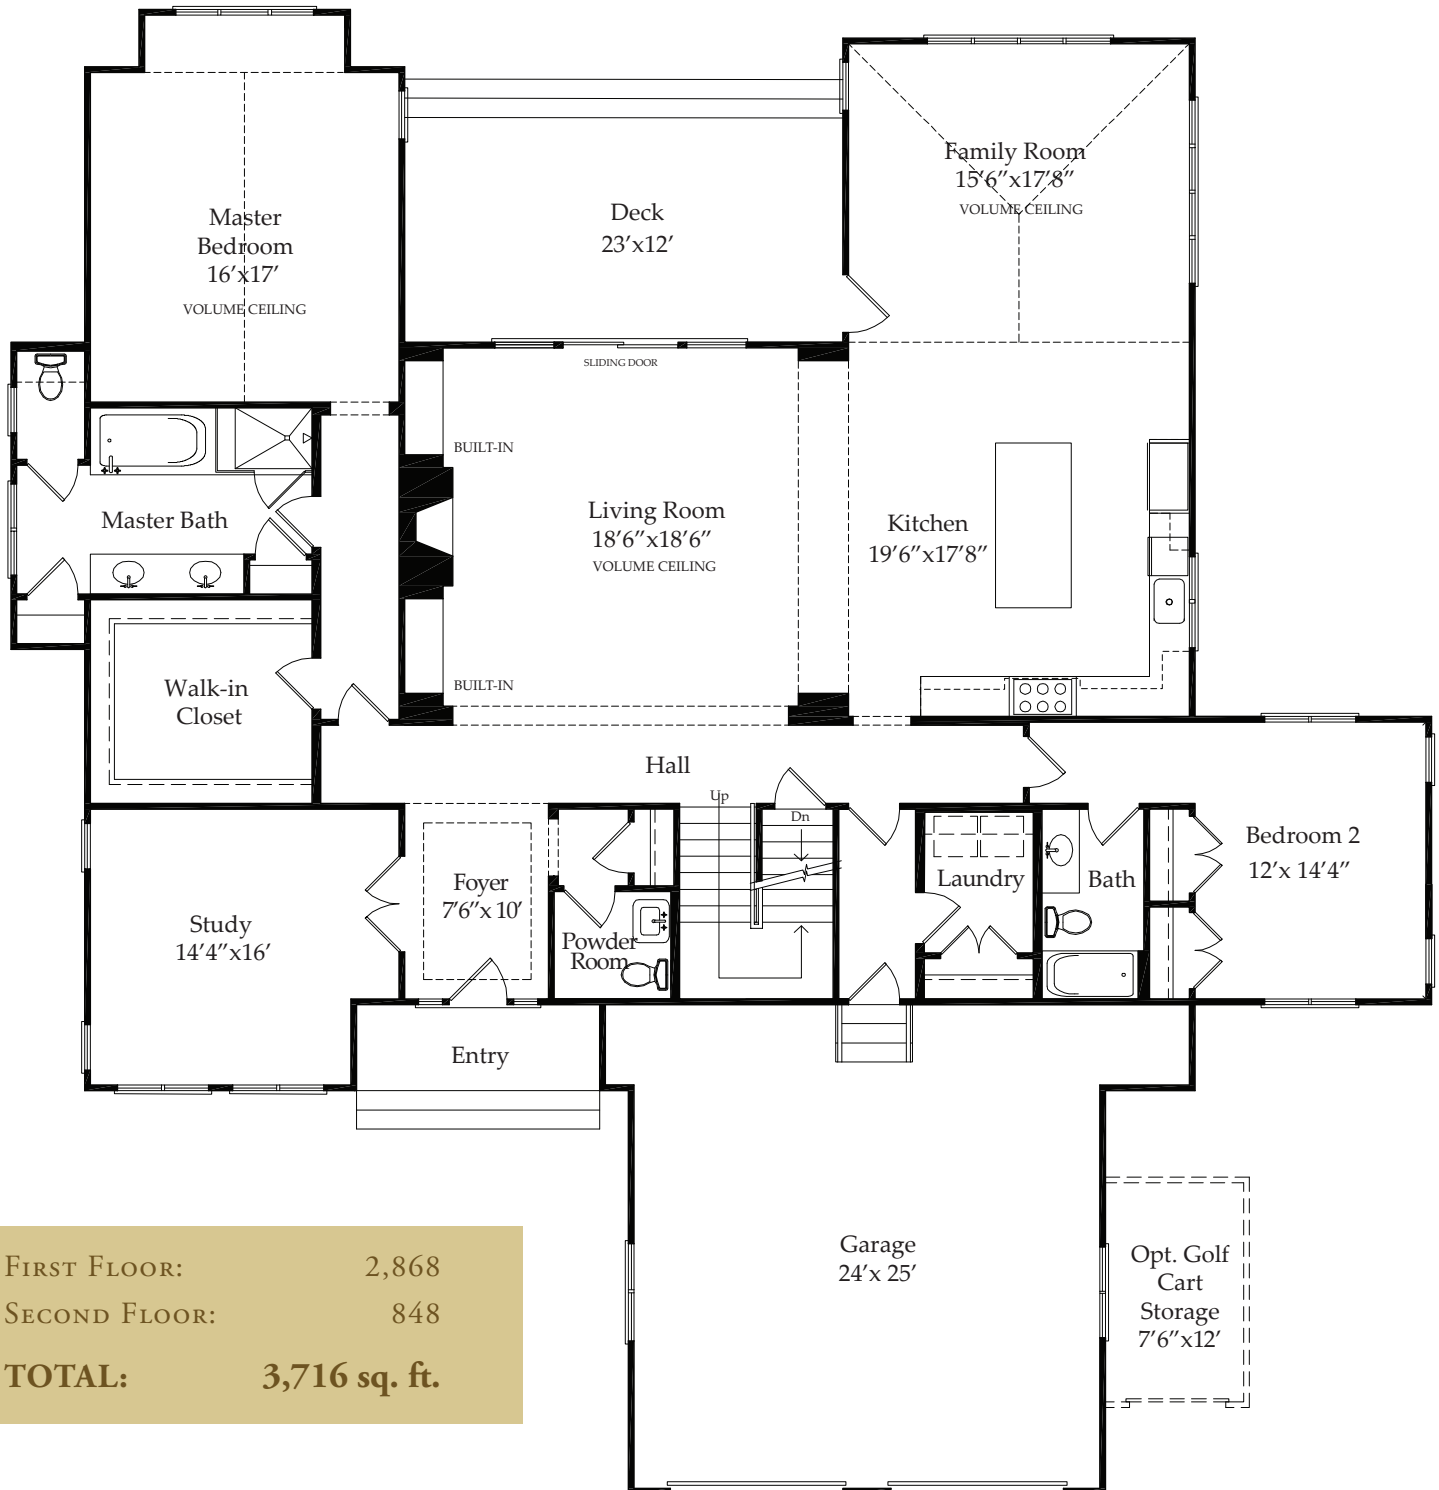 Family Room
15'6"x17'8"
VOLUME CEILING
Master
Bedroom
16'x17'
VOLUME CEILING
Deck
23'x12'
SLIDING DOOR
BUILT-IN
Master Bath
Living Room
18'6"x18'6"
VOLUME CEILING
Kitchen
19'6"x17'8"
BUILT-IN
Walk-in
Closet
Hall
Up
Dn
Foyer
7'6"x 10'
Laundry
Bath
Bedroom 2
12'x 14'4"
Study
14'4"x16'
Powder
Room
Entry
Garage
24'x 25'
Opt. Golf
Cart
Storage
7'6"x12'
First Floor: 2,868
Second Floor: 848
TOTAL: 3,716 sq. ft.